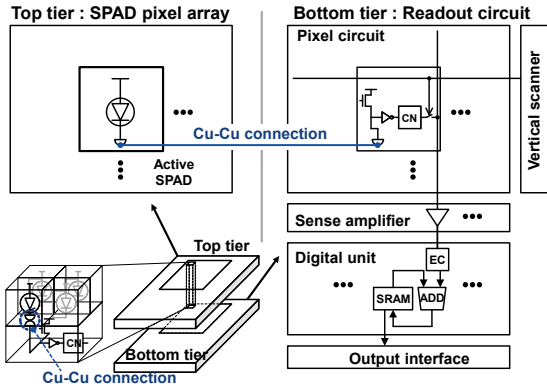 Top tier : SPAD pixel array
Bottom tier : Readout circuit
Pixel circuit
Vertical scanner
CN
Cu-Cu connection
Active
SPAD
Sense amplifier
Top tier
Digital unit
EC
SRAM
ADD
CN
Bottom tier
Output interface
Cu-Cu connection